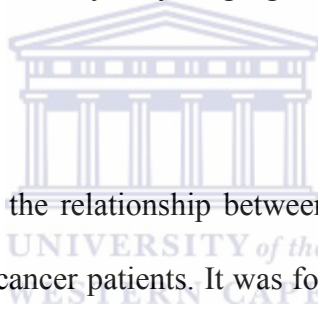 the relationship between
UNIVERSITY of the
cancer patients. It was fo
WESTERN CAPE